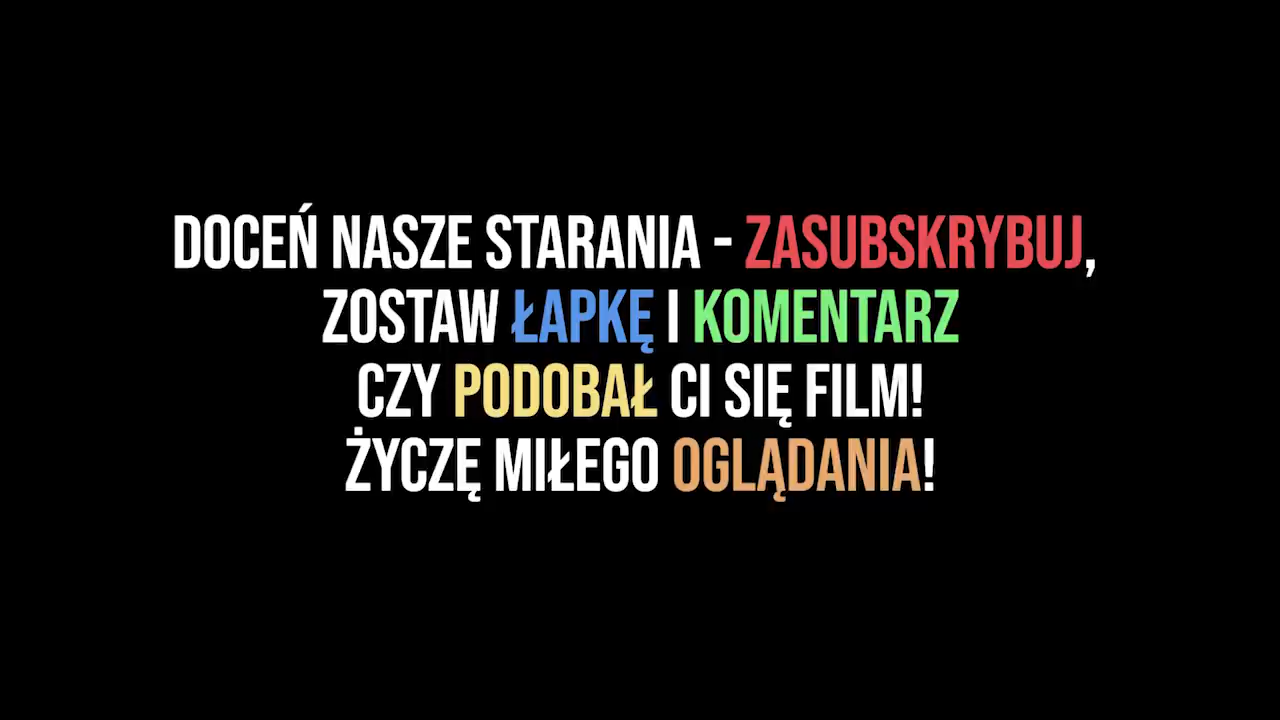 DOCEŃ NASZE STARANIA - ZASUBSKRYBUJ,
ZOSTAW ŁAPKĘ I KOMENTARZ
CZY PODOBAŁ CI SIĘ FILM!
ŻYCZĘ MIŁEGO OGLĄDANIA!